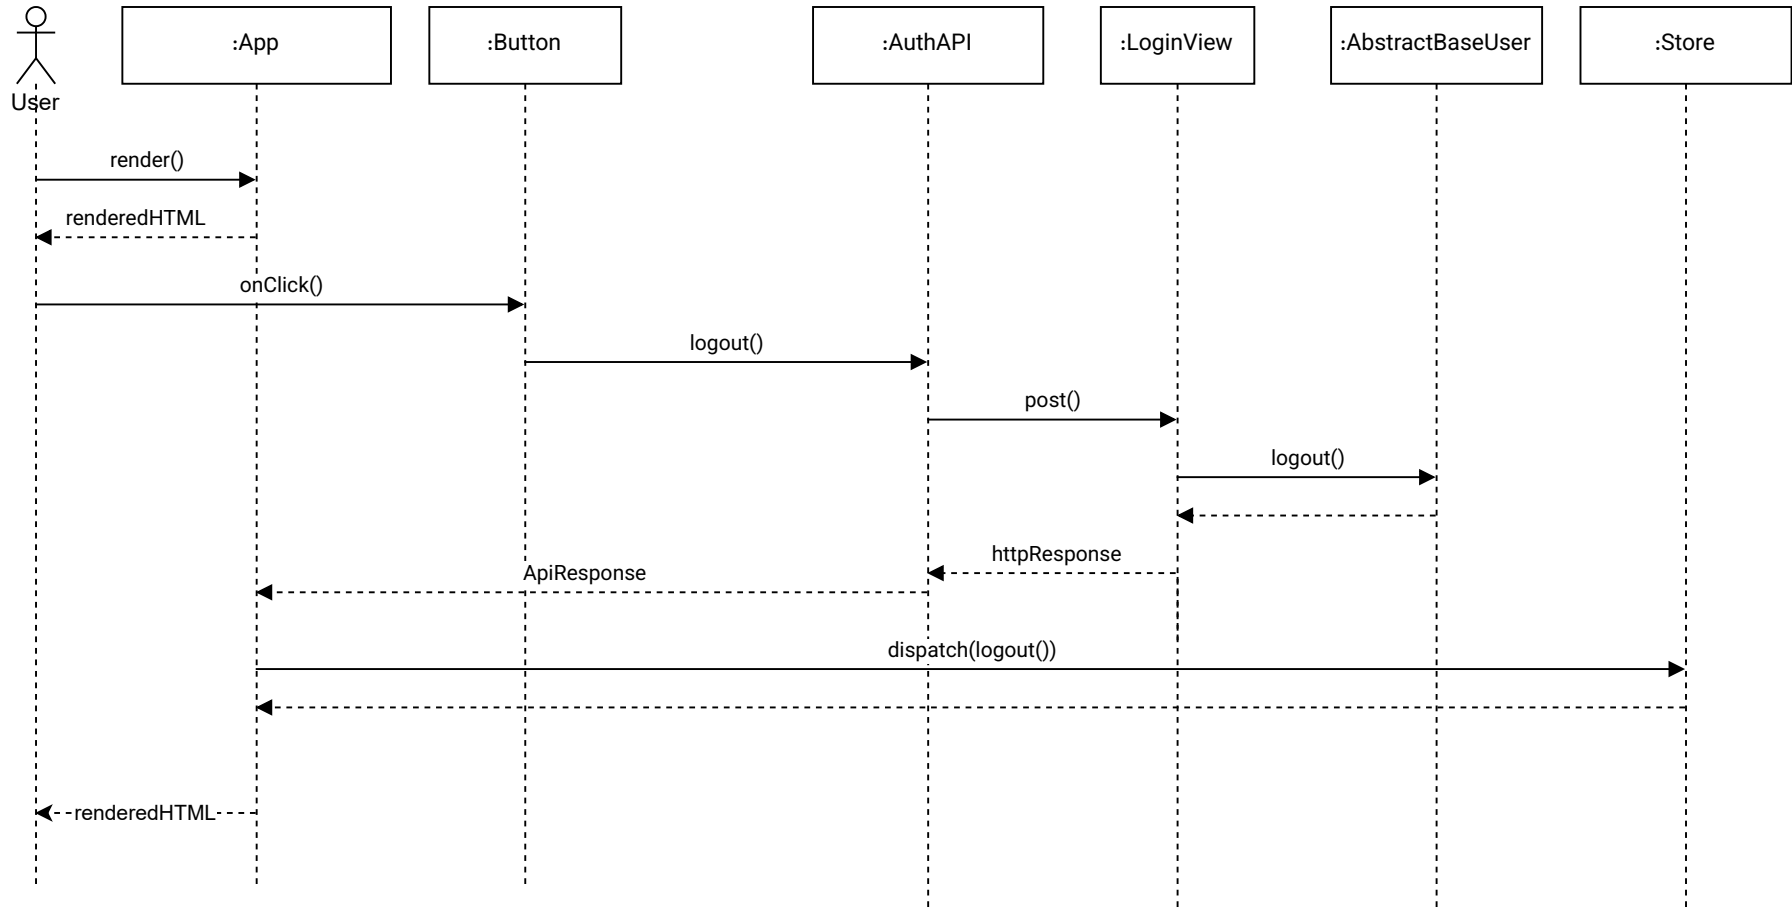 :App
:Button
:AuthAPI
:LoginView
:AbstractBaseUser
:Store
User
render()
renderedHTML
onClick()
logout()
post()
logout()
httpResponse
ApiResponse
dispatch(logout())
renderedHTML